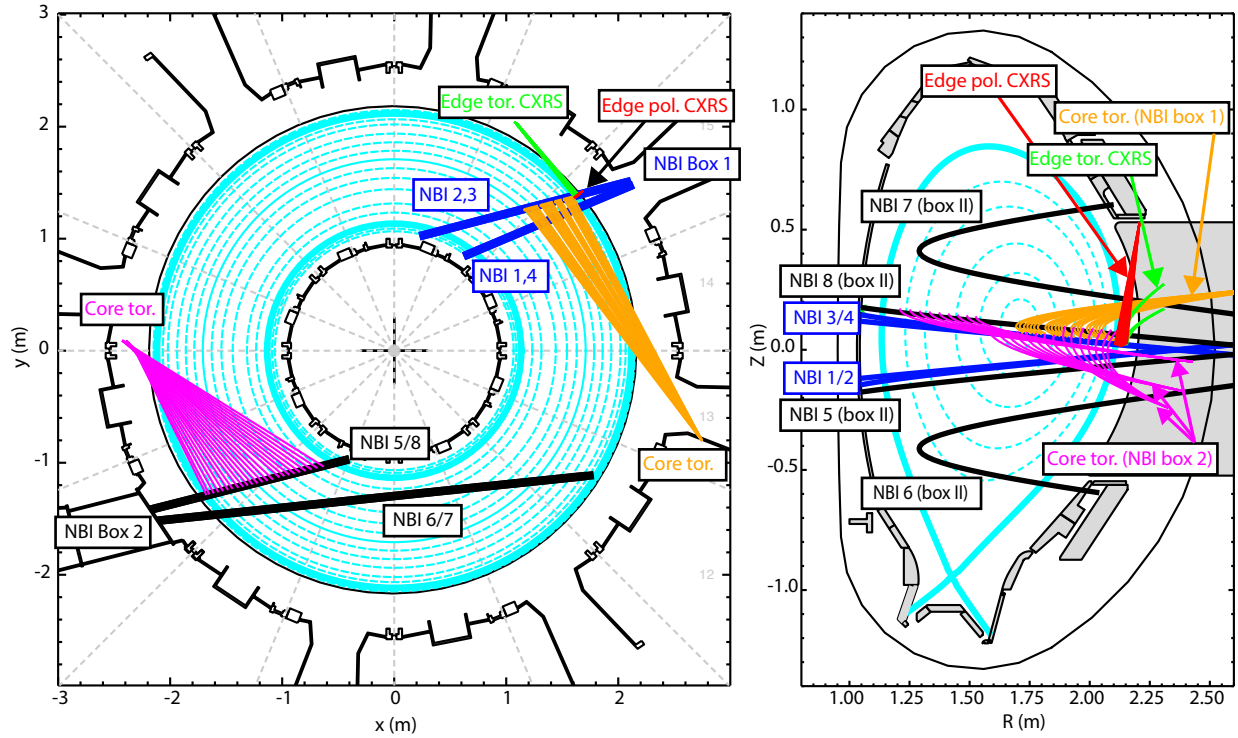 3
2
1
0
-1
-2
-3
-2
-1
0
1
2
3
y (m)
x (m)
15
14
13
12
Edge tor. CXRS
Edge pol. CXRS
NBI Box 1
NBI 2,3
NBI 1,4
Core tor.
NBI 5/8
Core tor.
NBI Box 2
NBI 6/7
1.0
0.5
0.0
-0.5
-1.0
Z (m)
1.00
1.25
1.50
1.75
2.00
2.25
2.50
R (m)
Edge pol. CXRS
Core tor. (NBI box 1)
Edge tor. CXRS
NBI 7 (box II)
NBI 8 (box II)
NBI 3/4
NBI 1/2
NBI 5 (box II)
Core tor. (NBI box 2)
NBI 6 (box II)